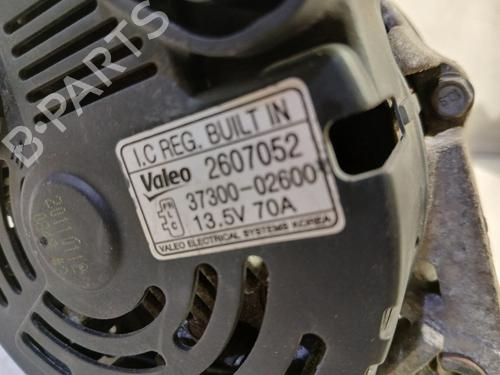 B-PARTS
I.C REG. BUILT IN
Valeo 2607052
37300-02600
13.5V 70A
VALEO ELECTRICAL SYSTEMS KOREA